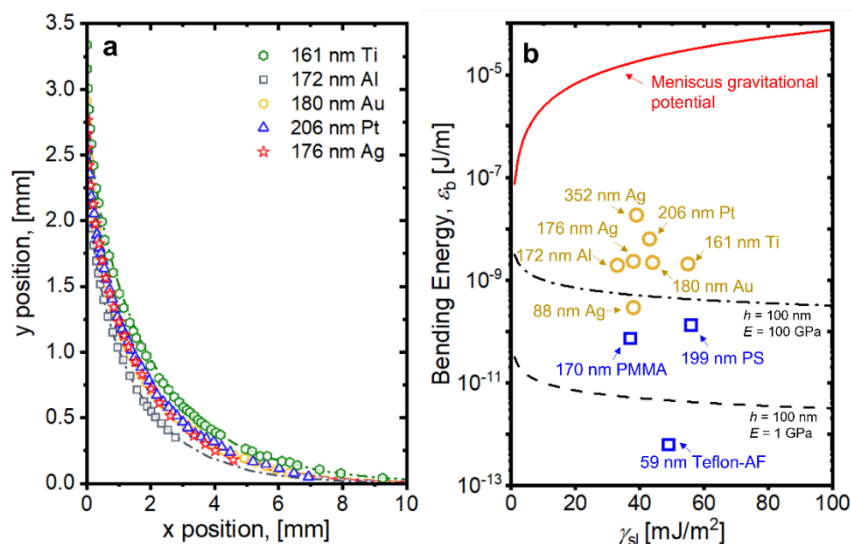 a
161 nm Ti
172 nm Al
180 nm Au
206 nm Pt
176 nm Ag
y position, [mm]
3.5
3.0
2.5
2.0
1.5
1.0
0.5
0.0
0
2
4
6
8
10
x position, [mm]
b
Meniscus gravitational
potential
352 nm Ag
206 nm Pt
176 nm Ag
161 nm Ti
172 nm Al
180 nm Au
88 nm Ag
h = 100 nm
E = 100 GPa
199 nm PS
170 nm PMMA
h = 100nm
E = 1 GPa
59 nm Teflon-AF
Bending Energy, εb [J/m]
10-5
10-7
10-9
10-11
10-13
0
20
40
60
80
100
γsl [mJ/m²]